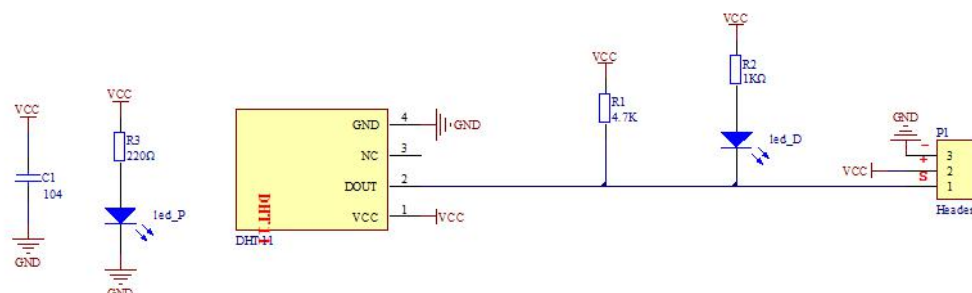 VCC
C1
104
GND
VCC
R3
220Ω
led_P
GND
GND
NC
DOUT
VCC
4
3
2
1
GND
VCC
DHT11
DHT11
VCC
R1
4.7K
VCC
R2
1KΩ
led_D
GND
VCC
-
+
S
P1
3
2
1
Header